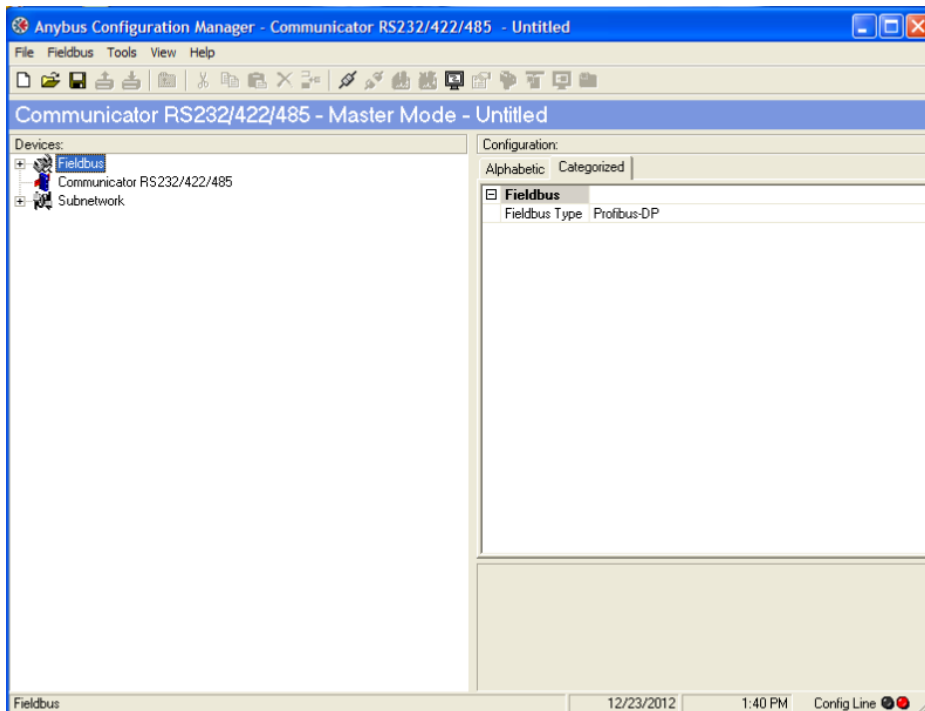 Anybus Configuration Manager - Communicator RS232/422/485 - Untitled
File Fieldbus Tools View Help
Communicator RS232/422/485 - Master Mode - Untitled
Devices:
Fieldbus
Communicator RS232/422/485
Subnetwork
Configuration:
Alphabetic Categorized
Fieldbus
Fieldbus Type Profibus-DP
Fieldbus 12/23/2012 1:40 PM Config Line